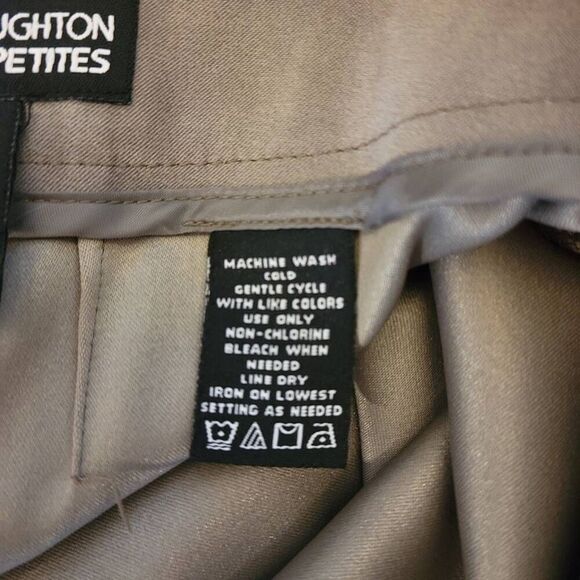 UGHTON
PETITES
MACHINE WASH
COLD
GENTLE CYCLE
WITH LIKE COLORS
USE ONLY
NON-CHLORINE
BLEACH WHEN
NEEDED
LINE DRY
IRON ON LOWEST
SETTING AS NEEDED